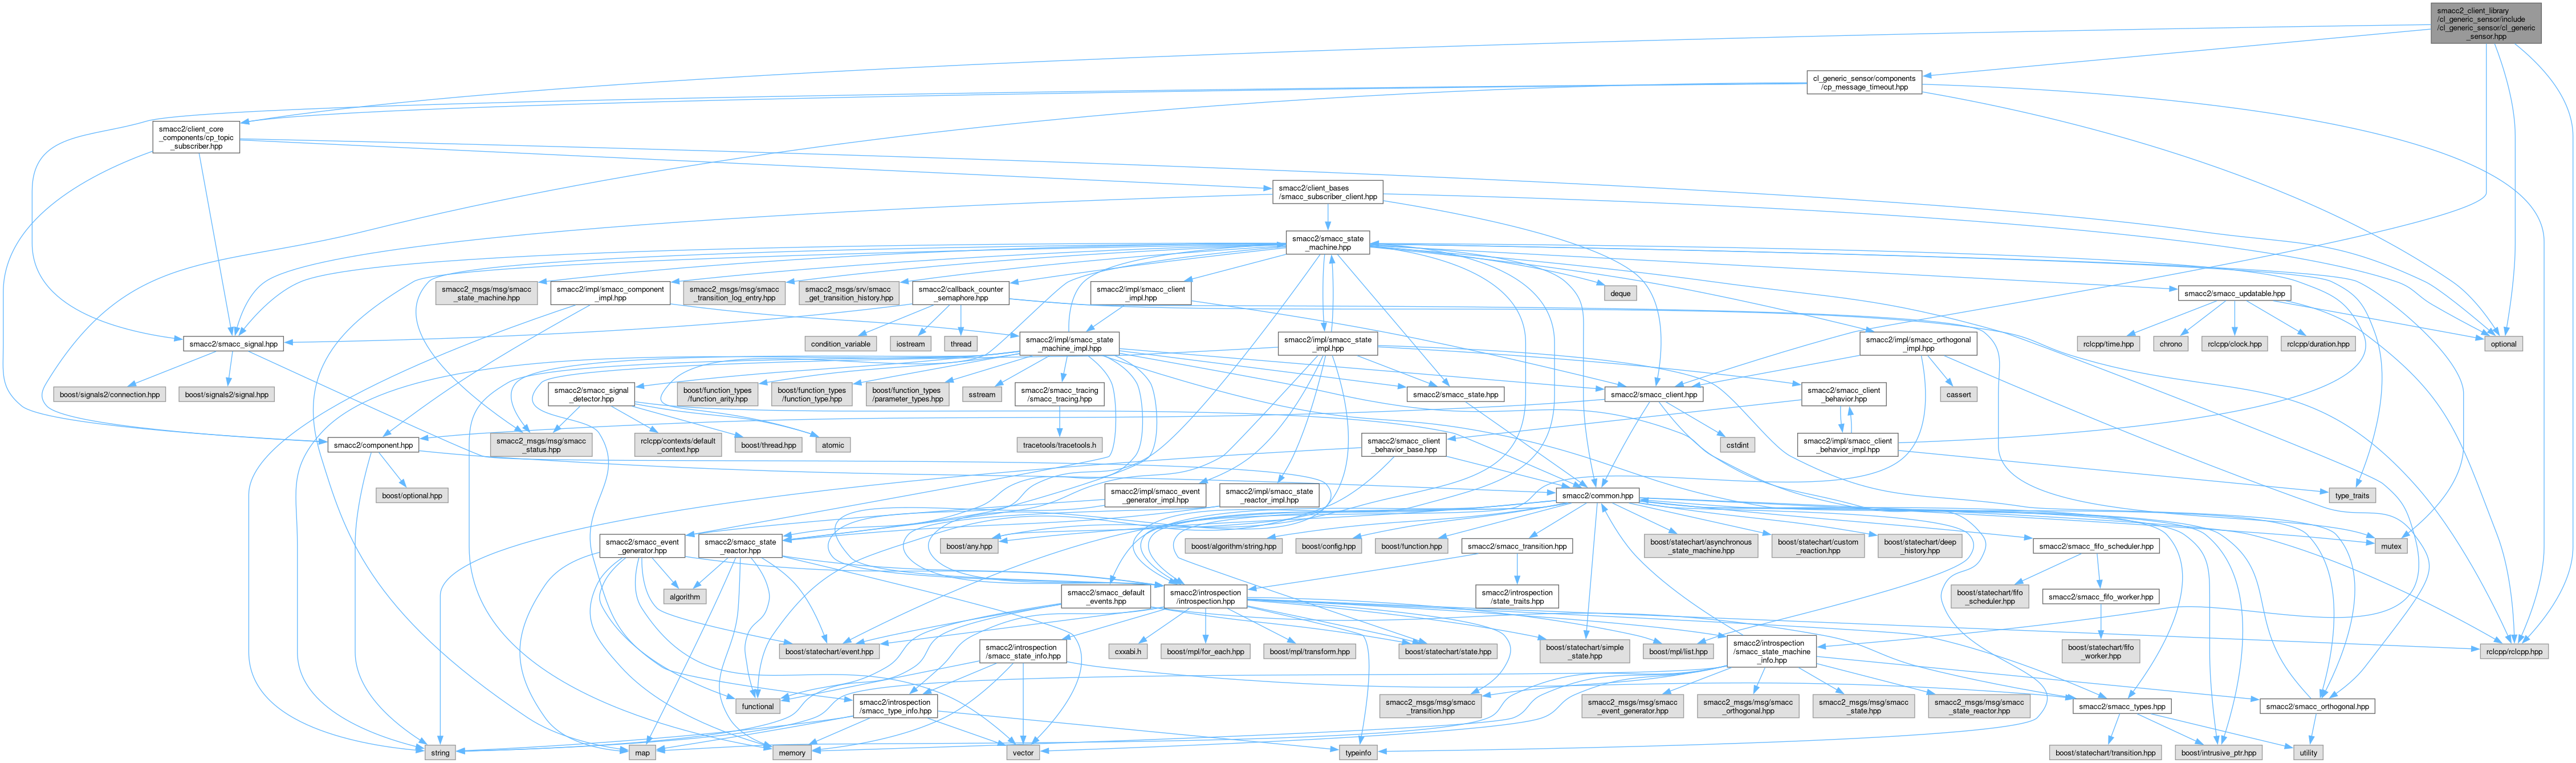 smacc2_client_library
/cl_generic_sensor/include
/cl_generic_sensor/cl_generic
_sensor.hpp
cl_generic_sensor/components
/cp_message_timeout.hpp
smacc2/client_core
_components/cp_topic
_subscriber.hpp
smacc2/client_bases
/smacc_subscriber_client.hpp
smacc2/smacc_state
_machine.hpp
smacc2_msgs/msg/smacc
_state_machine.hpp
smacc2/impl/smacc_component
_impl.hpp
smacc2_msgs/msg/smacc
_transition_log_entry.hpp
smacc2_msgs/srv/smacc
_get_transition_history.hpp
smacc2/callback_counter
_semaphore.hpp
smacc2/impl/smacc_client
_impl.hpp
deque
smacc2/smacc_updatable.hpp
smacc2/smacc_signal.hpp
condition_variable
iostream
thread
smacc2/impl/smacc_state
_machine_impl.hpp
smacc2/impl/smacc_state
_impl.hpp
smacc2/impl/smacc_orthogonal
_impl.hpp
rclcpp/time.hpp
chrono
rclcpp/clock.hpp
rclcpp/duration.hpp
optional
boost/signals2/connection.hpp
boost/signals2/signal.hpp
smacc2/smacc_signal
_detector.hpp
boost/function_types
/function_arity.hpp
boost/function_types
/function_type.hpp
boost/function_types
/parameter_types.hpp
sstream
smacc2/smacc_tracing
/smacc_tracing.hpp
smacc2/smacc_state.hpp
smacc2/smacc_client.hpp
smacc2/smacc_client
_behavior.hpp
cassert
smacc2/component.hpp
smacc2_msgs/msg/smacc
_status.hpp
rclcpp/contexts/default
_context.hpp
boost/thread.hpp
atomic
tracetools/tracetools.h
smacc2/smacc_client
_behavior_base.hpp
cstdint
smacc2/impl/smacc_client
_behavior_impl.hpp
boost/optional.hpp
smacc2/impl/smacc_event
_generator_impl.hpp
smacc2/impl/smacc_state
_reactor_impl.hpp
smacc2/common.hpp
type_traits
smacc2/smacc_event
_generator.hpp
smacc2/smacc_state
_reactor.hpp
boost/any.hpp
boost/algorithm/string.hpp
boost/config.hpp
boost/function.hpp
smacc2/smacc_transition.hpp
boost/statechart/asynchronous
_state_machine.hpp
boost/statechart/custom
_reaction.hpp
boost/statechart/deep
_history.hpp
smacc2/smacc_fifo_scheduler.hpp
mutex
algorithm
smacc2/smacc_default
_events.hpp
smacc2/introspection
/introspection.hpp
smacc2/introspection
/state_traits.hpp
boost/statechart/fifo
_scheduler.hpp
smacc2/smacc_fifo_worker.hpp
boost/statechart/event.hpp
smacc2/introspection
/smacc_state_info.hpp
cxxabi.h
boost/mpl/for_each.hpp
boost/mpl/transform.hpp
boost/statechart/state.hpp
boost/statechart/simple
_state.hpp
boost/mpl/list.hpp
smacc2/introspection
/smacc_state_machine
_info.hpp
boost/statechart/fifo
_worker.hpp
rclcpp/rclcpp.hpp
functional
smacc2/introspection
/smacc_type_info.hpp
smacc2_msgs/msg/smacc
_transition.hpp
smacc2_msgs/msg/smacc
_event_generator.hpp
smacc2_msgs/msg/smacc
_orthogonal.hpp
smacc2_msgs/msg/smacc
_state.hpp
smacc2_msgs/msg/smacc
_state_reactor.hpp
smacc2/smacc_types.hpp
smacc2/smacc_orthogonal.hpp
string
map
memory
vector
typeinfo
boost/statechart/transition.hpp
boost/intrusive_ptr.hpp
utility